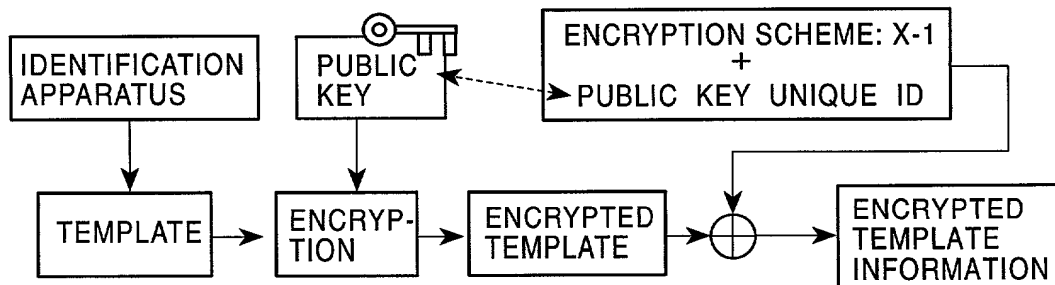 IDENTIFICATION
APPARATUS
PUBLIC
KEY
ENCRYPTION SCHEME: X-1
+
PUBLIC KEY UNIQUE ID
TEMPLATE
ENCRYP-
TION
ENCRYPTED
TEMPLATE
ENCRYPTED
TEMPLATE
INFORMATION